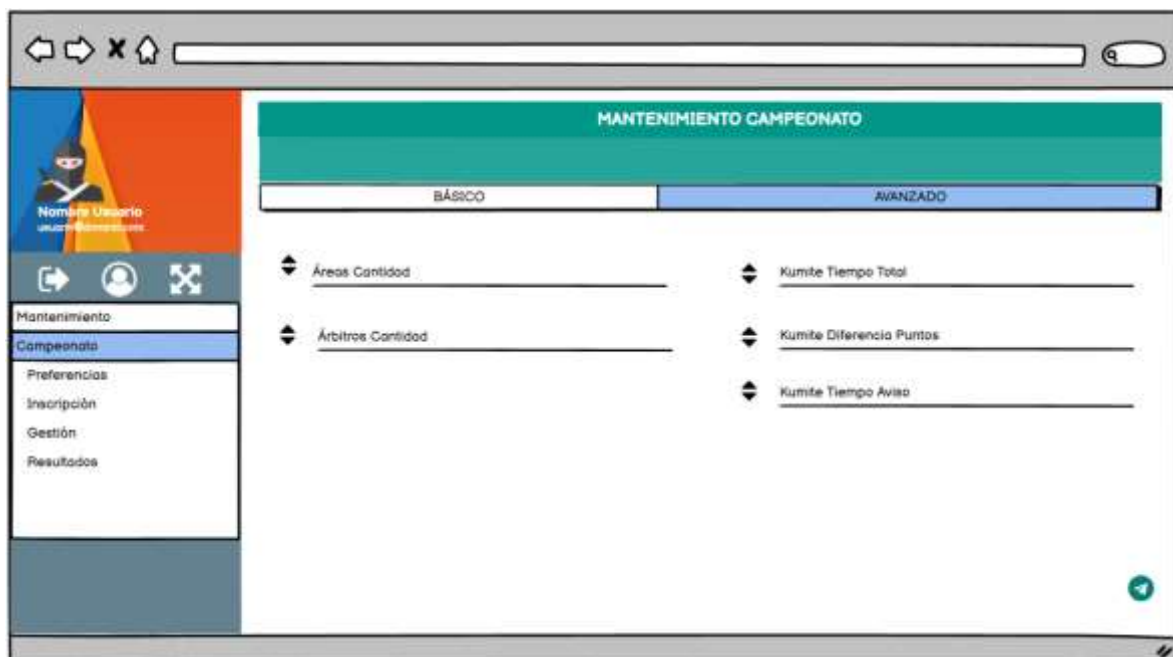 MANTENIMIENTO CAMPEONATO
BÁSICO
AVANZADO
Nombre Usuario
Mantenimiento
Campeonato
Preferencias
Inscripción
Gestión
Resultados
Áreas Cantidad
Árbitros Cantidad
Kumite Tiempo Total
Kumite Diferencia Puntos
Kumite Tiempo Aviso